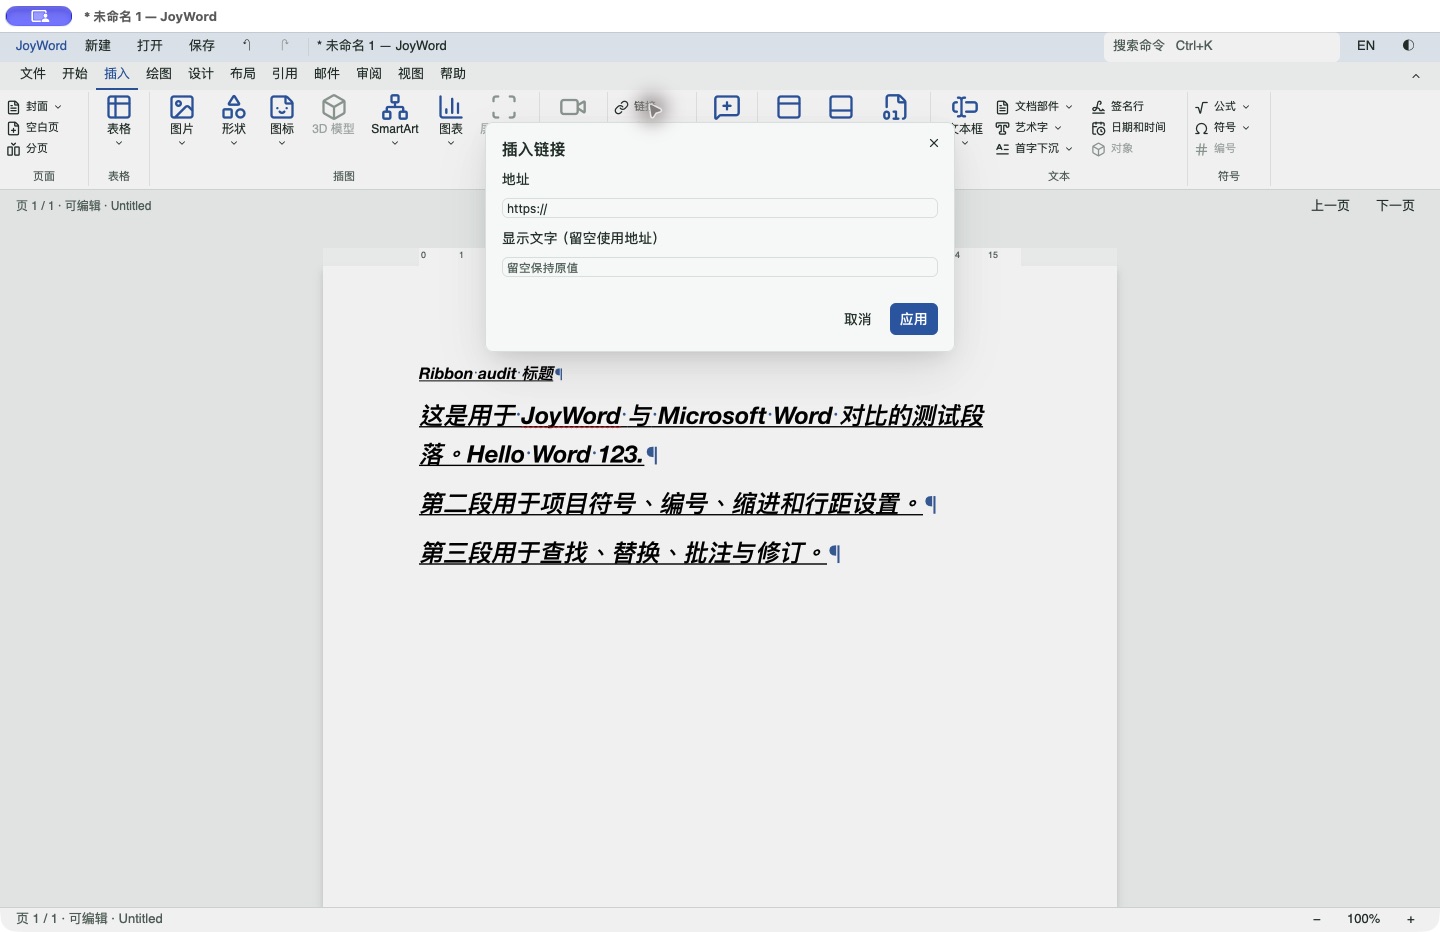 * 未命名 1 — JoyWord
JoyWord 新建 打开 保存 * 未命名 1 — JoyWord 搜索命令 Ctrl+K EN
文件 开始 插入 绘图 设计 布局 引用 邮件 审阅 视图 帮助
封面
空白页
分页
页面
表格
表格
图片 形状 图标 3D 模型 SmartArt 图表
插图
文本框
文档部件
艺术字
首字下沉
签名行
日期和时间
对象
文本
公式
符号
编号
符号
页 1 / 1 · 可编辑 · Untitled 上一页 下一页
插入链接
地址
https://
显示文字（留空使用地址）
留空保持原值
取消 应用
0 1 15
Ribbon·audit·标题¶
这是用于·JoyWord·与·Microsoft·Word·对比的测试段
落。Hello·Word·123.¶
第二段用于项目符号、编号、缩进和行距设置。¶
第三段用于查找、替换、批注与修订。¶
页 1 / 1 · 可编辑 · Untitled − 100% +